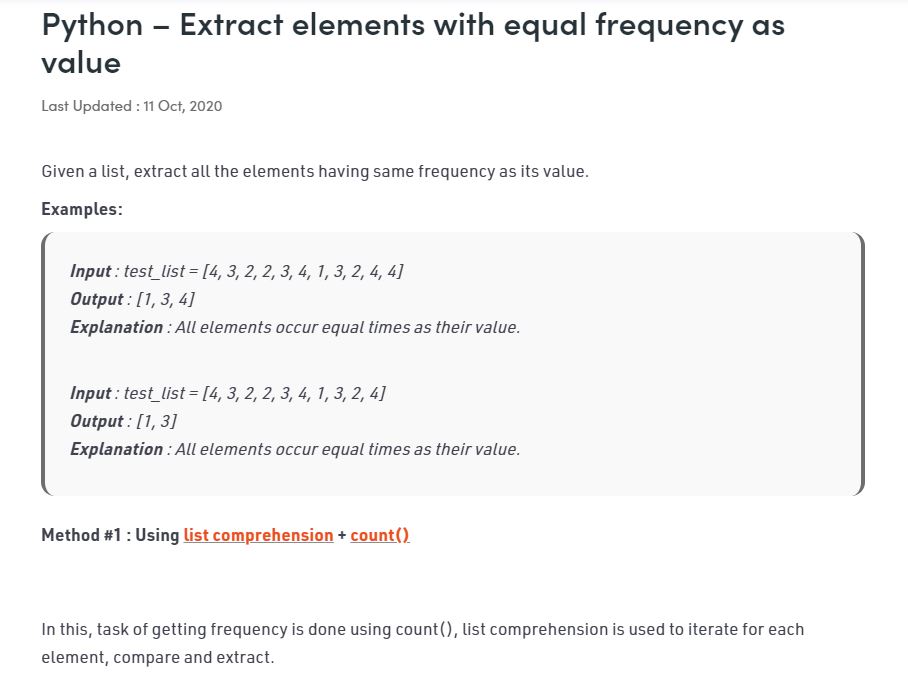 Python – Extract elements with equal frequency as
value
Last Updated : 11 Oct, 2020
Given a list, extract all the elements having same frequency as its value.
Examples:
Input : test_list = [4, 3, 2, 2, 3, 4, 1, 3, 2, 4, 4]
Output : [1, 3, 4]
Explanation : All elements occur equal times as their value.
Input : test_list = [4, 3, 2, 2, 3, 4, 1, 3, 2, 4]
Output : [1, 3]
Explanation : All elements occur equal times as their value.
Method #1 : Using list comprehension + count()
In this, task of getting frequency is done using count(), list comprehension is used to iterate for each
element, compare and extract.